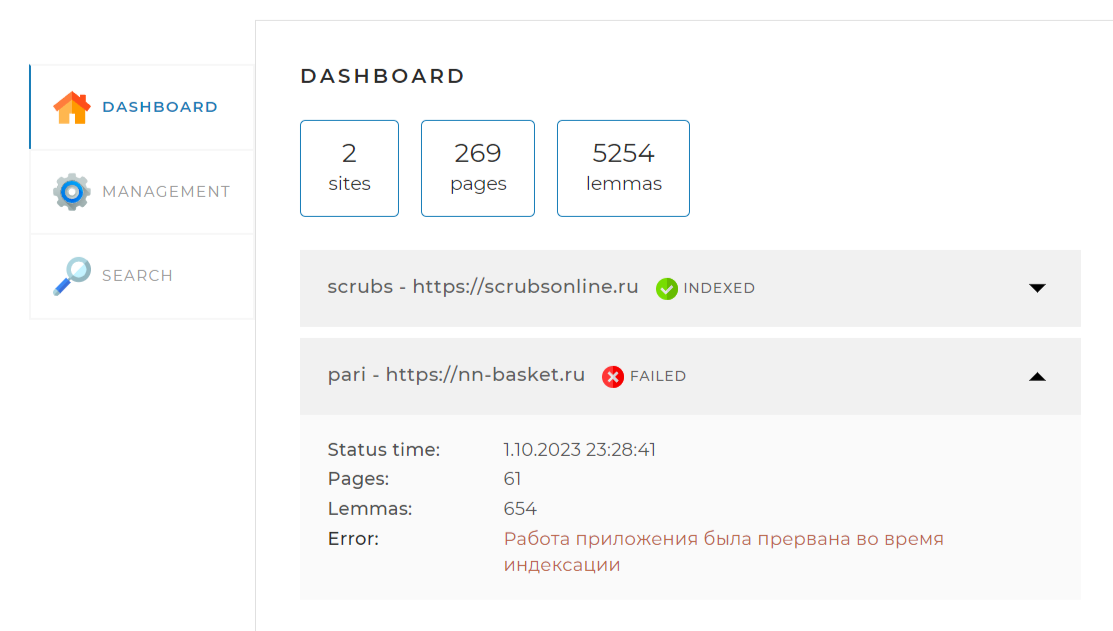 DASHBOARD
MANAGEMENT
SEARCH
DASHBOARD
2
sites
269
pages
5254
lemmas
scrubs - https://scrubsonline.ru INDEXED
pari - https://nn-basket.ru FAILED
Status time: 1.10.2023 23:28:41
Pages: 61
Lemmas: 654
Error: Работа приложения была прервана во время
индексации